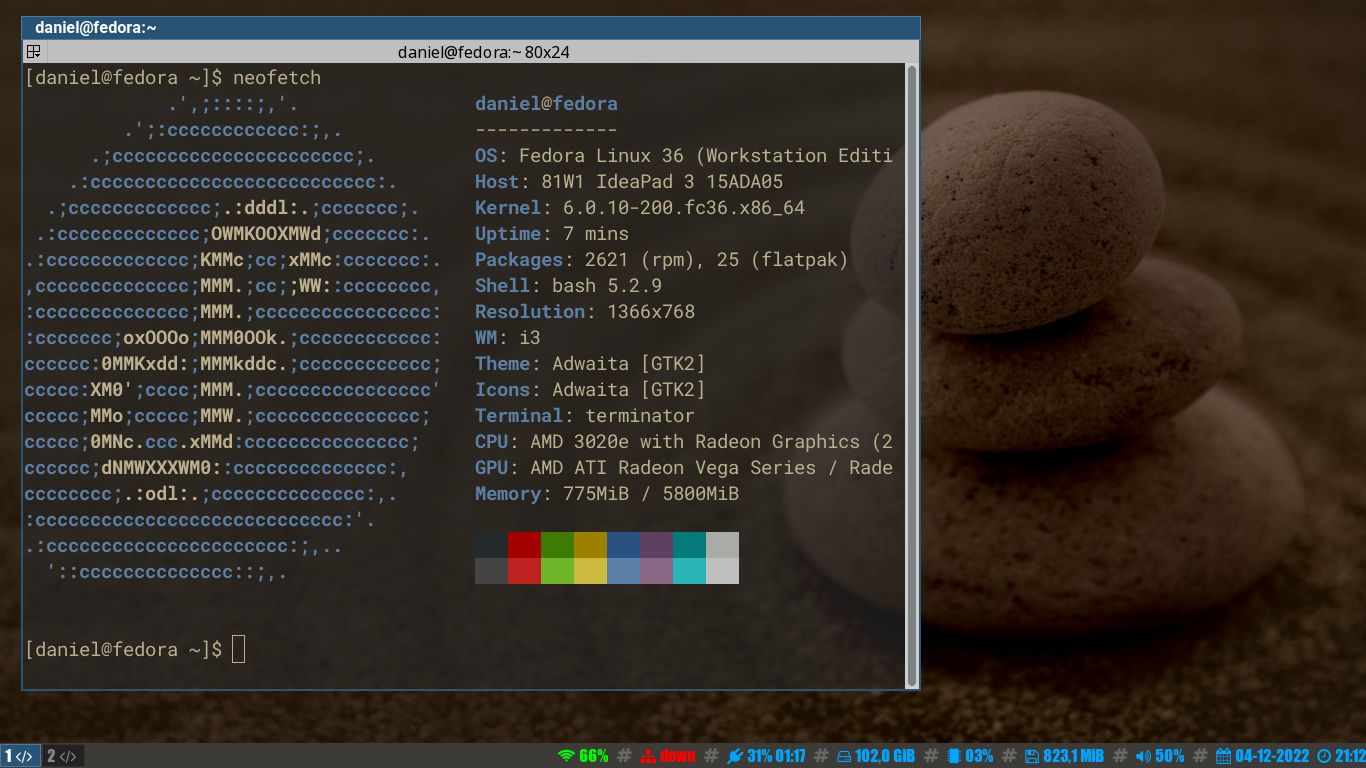 daniel@fedora:~
daniel@fedora:~ 80x24
[daniel@fedora ~]$ neofetch
.',;::::;,'.
.';:cccccccccccc:;,.
.;cccccccccccccccccccccc;.
.:cccccccccccccccccccccccccc:.
.;ccccccccccccc;.:dddl:.;ccccccc;.
.:ccccccccccccc;OWMKOOXMWd;ccccccc:.
.:ccccccccccccc;KMMc;cc;xMMc:ccccccc:.
,cccccccccccccc;MMM.;cc;;WW::cccccccc,
:cccccccccccccc;MMM.;cccccccccccccccc:
:ccccccc;oxOOOo;MMM0OOk.;cccccccccccc:
cccccc:0MMKxdd:;MMMkddc.;cccccccccccc;
ccccc:XM0';cccc;MMM.;cccccccccccccccc'
ccccc;MMo;ccccc;MMW.;ccccccccccccccc;
ccccc;0MNc.ccc.xMMd:ccccccccccccccc;
cccccc;dNMWXXXWM0::cccccccccccccc:,
cccccccc;.:odl:.;cccccccccccccc:,.
:cccccccccccccccccccccccccccc:'.
.:cccccccccccccccccccccc:;,..
'::cccccccccccccc::;,.
daniel@fedora
-------------
OS: Fedora Linux 36 (Workstation Editi
Host: 81W1 IdeaPad 3 15ADA05
Kernel: 6.0.10-200.fc36.x86_64
Uptime: 7 mins
Packages: 2621 (rpm), 25 (flatpak)
Shell: bash 5.2.9
Resolution: 1366x768
WM: i3
Theme: Adwaita [GTK2]
Icons: Adwaita [GTK2]
Terminal: terminator
CPU: AMD 3020e with Radeon Graphics (2
GPU: AMD ATI Radeon Vega Series / Rade
Memory: 775MiB / 5800MiB
[daniel@fedora ~]$
1 </> 2 </> 66% # down # 31% 01:17 # 102,0 GiB # 03% # 823,1 MiB # 50% # 04-12-2022 21:12